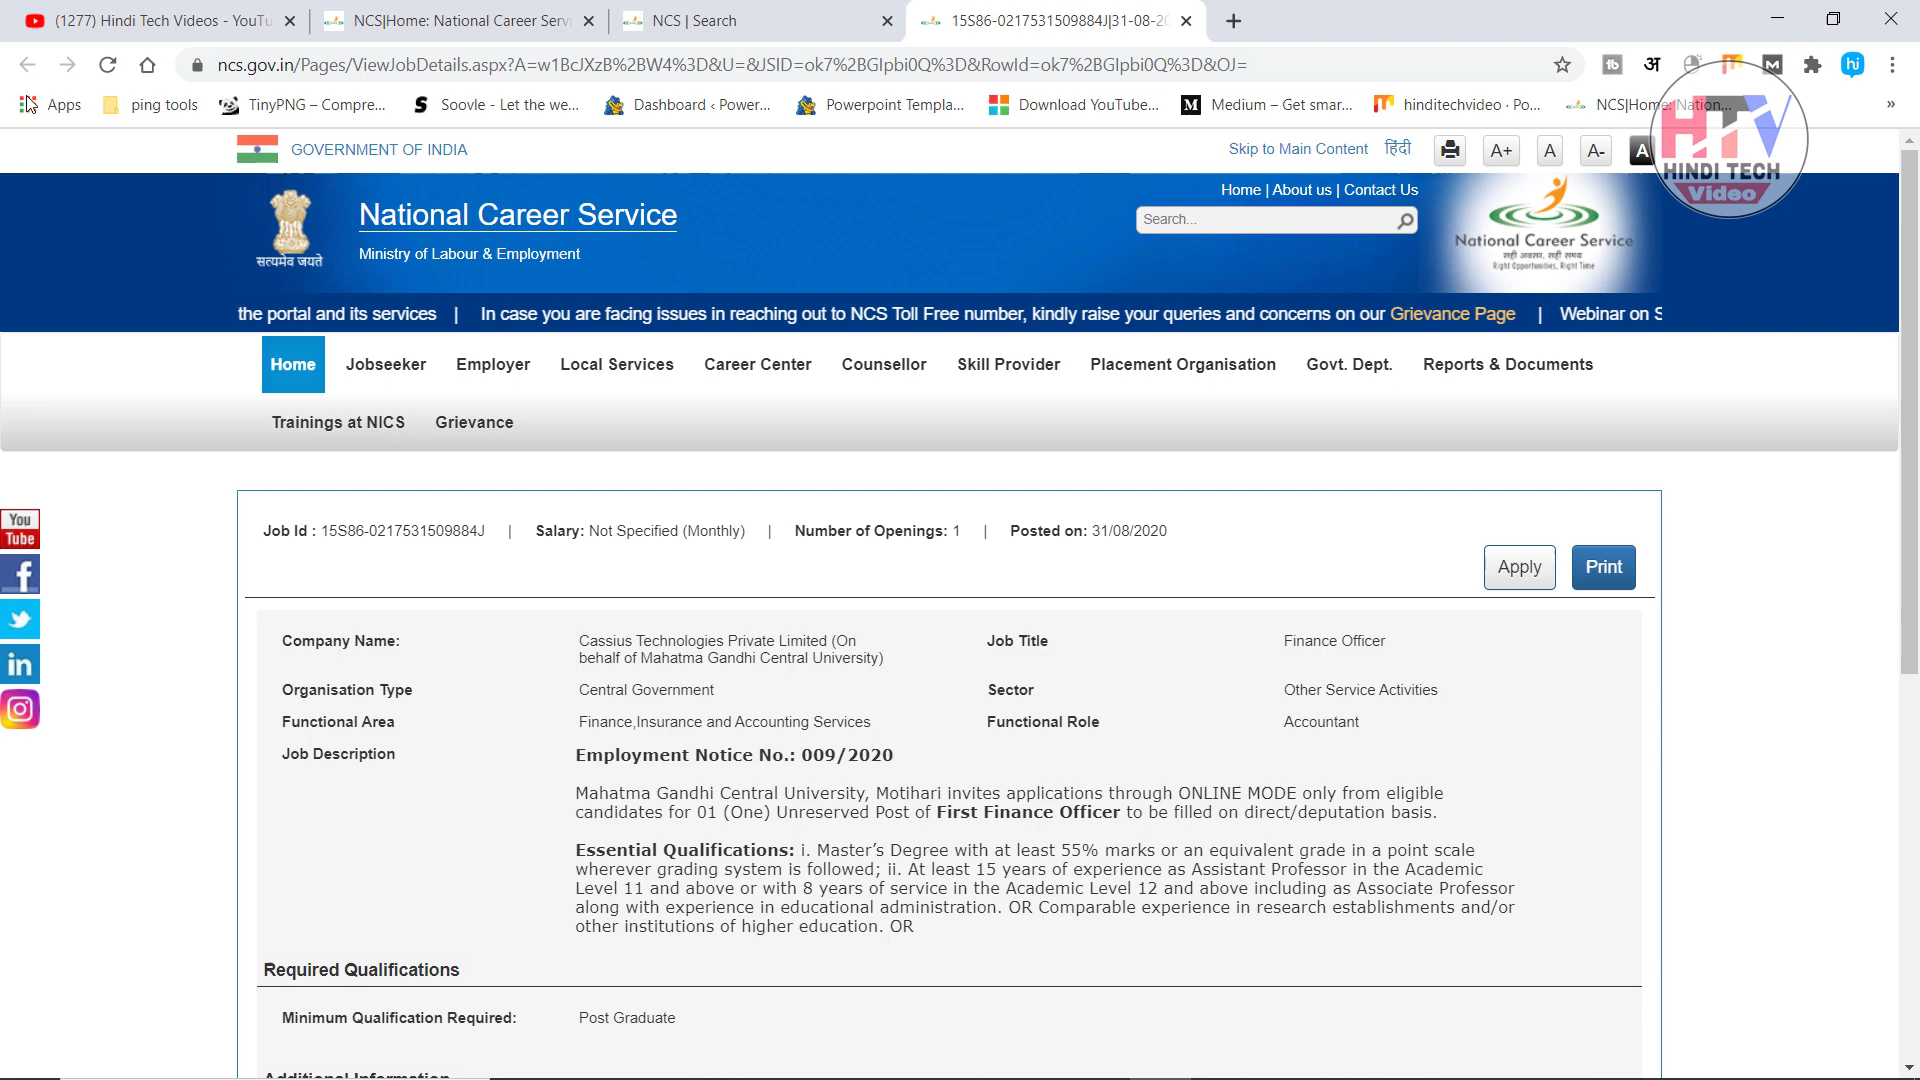 (1277) Hindi Tech Videos - YouTu
NCS|Home: National Career Servi
NCS | Search
15S86-0217531509884J|31-08-20
ncs.gov.in/Pages/ViewJobDetails.aspx?A=w1BcJXzB%2BW4%3D&U=&JSID=ok7%2BGIpbi0Q%3D&RowId=ok7%2BGIpbi0Q%3D&OJ=
Apps
ping tools
TinyPNG – Compre...
Soovle - Let the we...
Dashboard ‹ Power...
Powerpoint Templa...
Download YouTube...
Medium – Get smar...
hinditechvideo · Po...
NCS|Home: Nation...
HTV
HINDI TECH
Video
GOVERNMENT OF INDIA
Skip to Main Content
हिंदी
A+
A
A-
A
सत्यमेव जयते
National Career Service
Ministry of Labour & Employment
Home | About us | Contact Us
Search...
National Career Service
सही अवसर, सही समय
Right Opportunities, Right Time
the portal and its services | In case you are facing issues in reaching out to NCS Toll Free number, kindly raise your queries and concerns on our Grievance Page | Webinar on S
Home
Jobseeker
Employer
Local Services
Career Center
Counsellor
Skill Provider
Placement Organisation
Govt. Dept.
Reports & Documents
Trainings at NICS
Grievance
You
Tube
f
in
Job Id : 15S86-0217531509884J | Salary: Not Specified (Monthly) | Number of Openings: 1 | Posted on: 31/08/2020
Apply
Print
Company Name:
Cassius Technologies Private Limited (On
behalf of Mahatma Gandhi Central University)
Job Title
Finance Officer
Organisation Type
Central Government
Sector
Other Service Activities
Functional Area
Finance,Insurance and Accounting Services
Functional Role
Accountant
Job Description
Employment Notice No.: 009/2020
Mahatma Gandhi Central University, Motihari invites applications through ONLINE MODE only from eligible
candidates for 01 (One) Unreserved Post of First Finance Officer to be filled on direct/deputation basis.
Essential Qualifications: i. Master’s Degree with at least 55% marks or an equivalent grade in a point scale
wherever grading system is followed; ii. At least 15 years of experience as Assistant Professor in the Academic
Level 11 and above or with 8 years of service in the Academic Level 12 and above including as Associate Professor
along with experience in educational administration. OR Comparable experience in research establishments and/or
other institutions of higher education. OR
Required Qualifications
Minimum Qualification Required:
Post Graduate
Additional Information